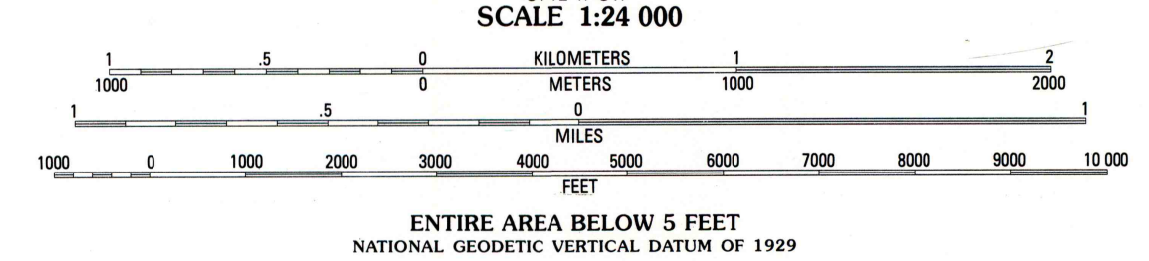 SCALE 1:24 000
1 .5 0 KILOMETERS 1 2
1000 0 METERS 1000 2000
1 .5 0 1
MILES
1000 0 1000 2000 3000 4000 5000 6000 7000 8000 9000 10 000
FEET
ENTIRE AREA BELOW 5 FEET
NATIONAL GEODETIC VERTICAL DATUM OF 1929